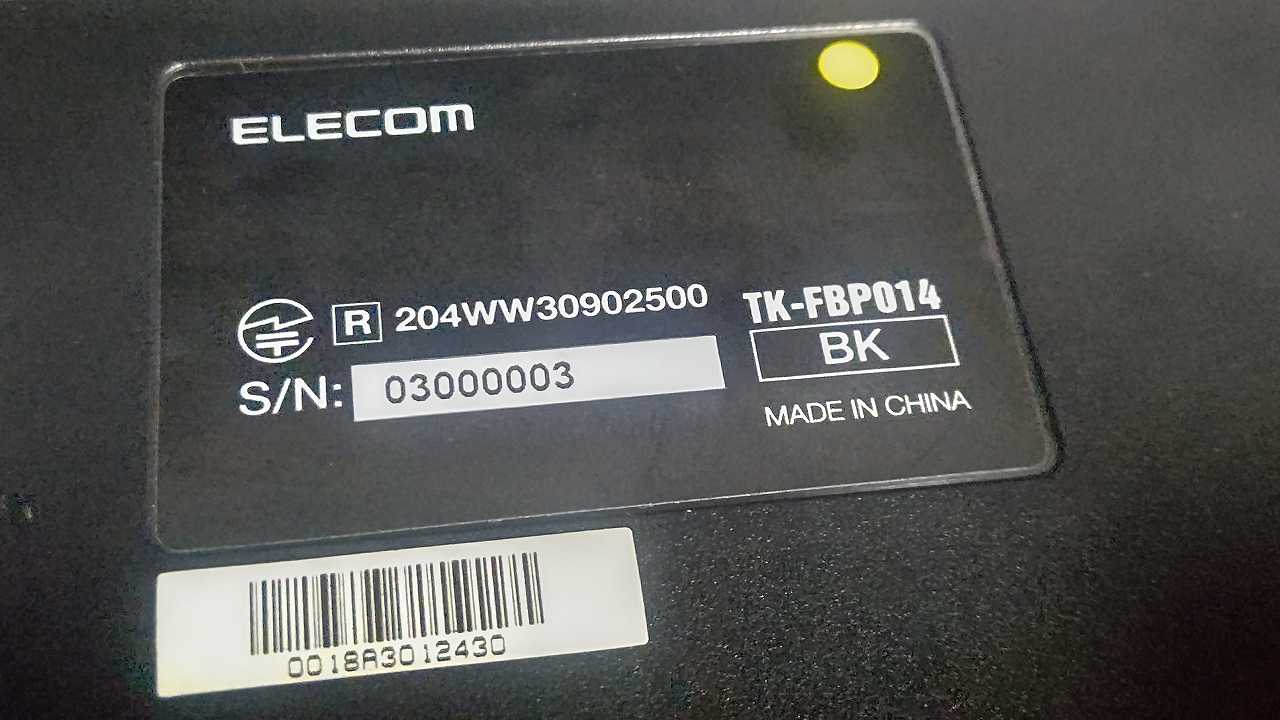 ELECOM
R 204WW30902500
TK-FBP014
BK
S/N: 03000003
MADE IN CHINA
0018A3012430